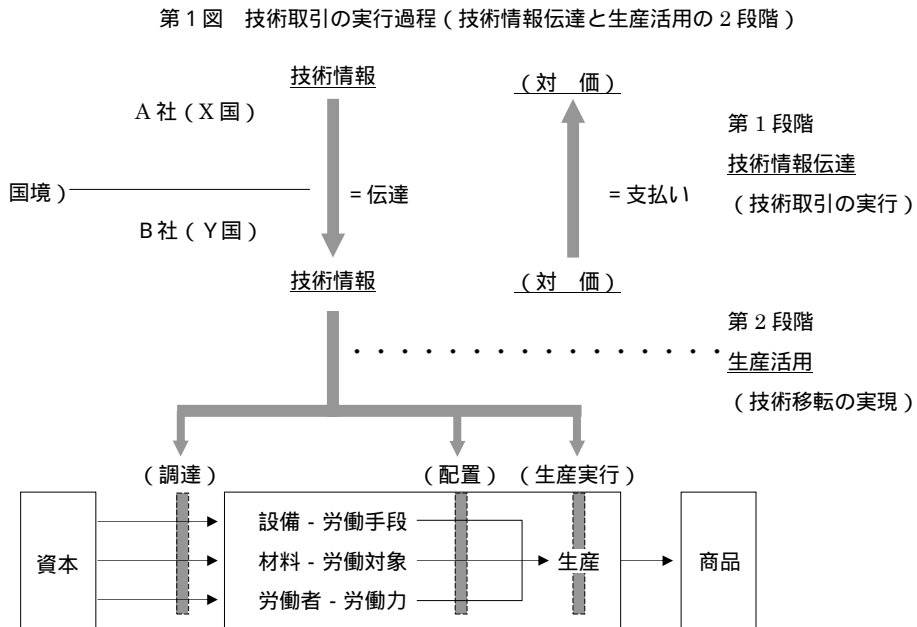 第1図 技術取引の実行過程(技術情報伝達と生産活用の2段階)
技術情報
(対 価)
A社(X国)
第1段階
技術情報伝達
国境)
=伝達
=支払い
(技術取引の実行)
B社(Y国)
技術情報
(対 価)
第2段階
生産活用
(技術移転の実現)
(調達)
(配置)
(生産実行)
設備-労働手段
資本
材料-労働対象
生産
商品
労働者-労働力